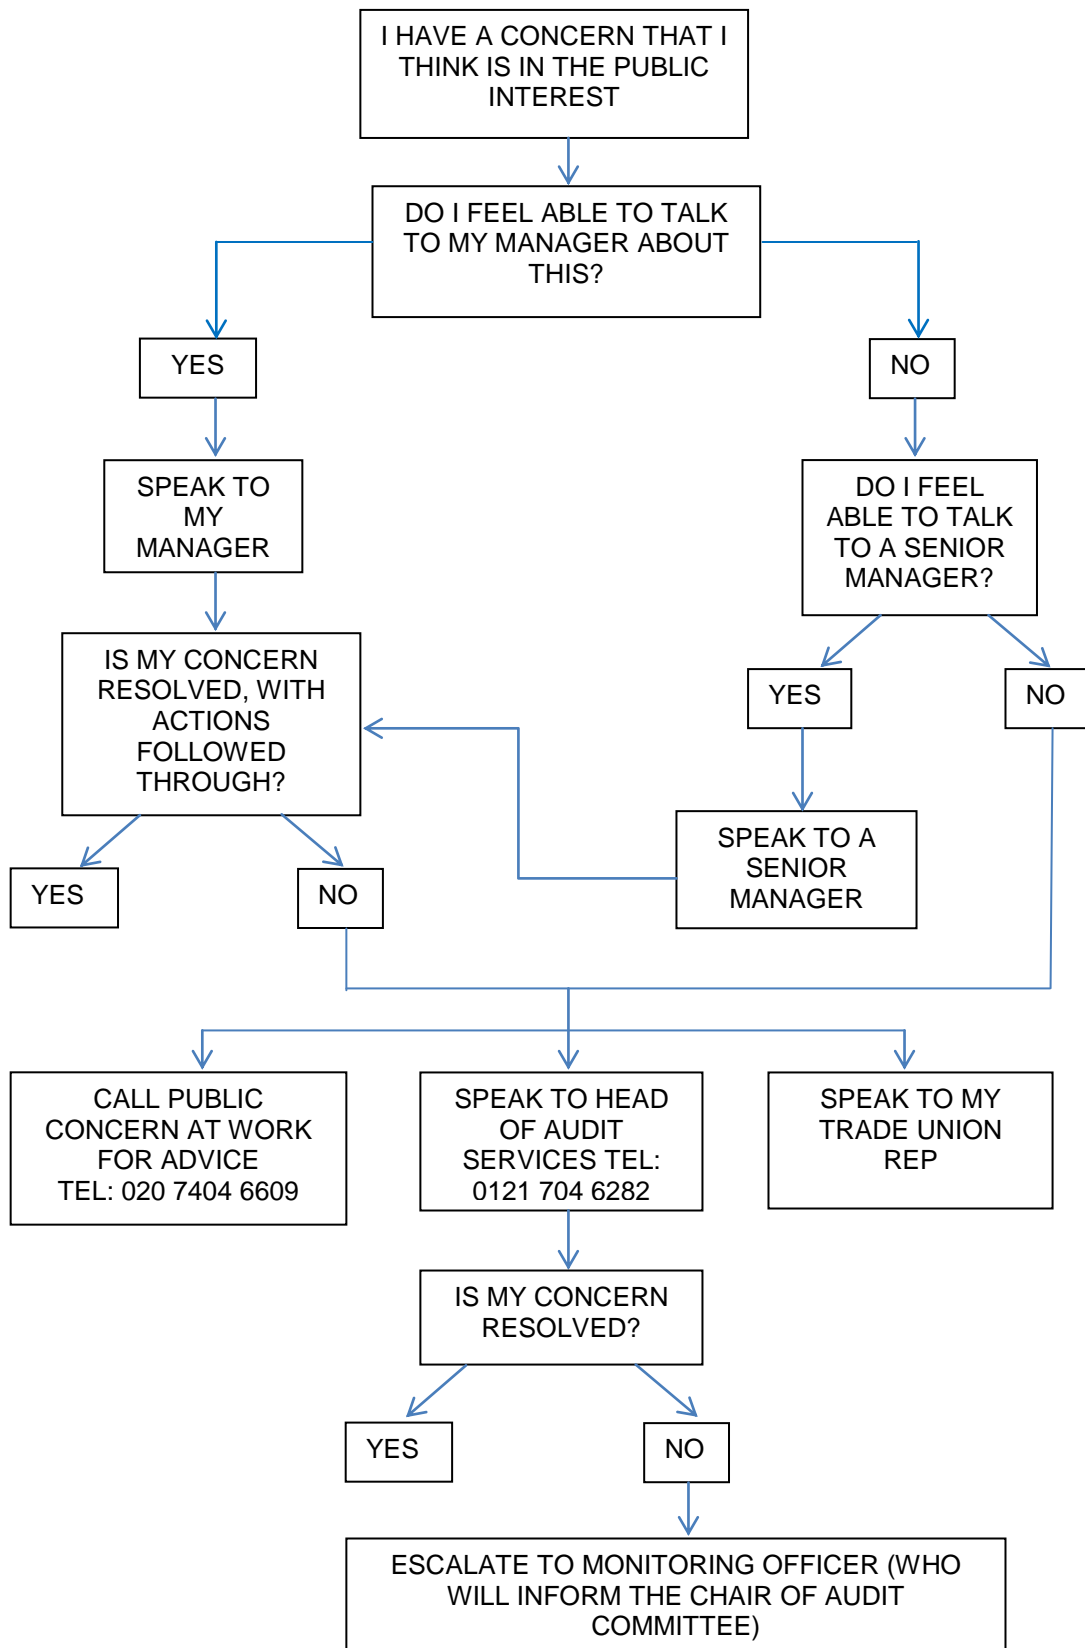 I HAVE A CONCERN THAT I
THINK IS IN THE PUBLIC
INTEREST
DO I FEEL ABLE TO TALK
TO MY MANAGER ABOUT
THIS?
YES
NO
SPEAK TO
MY
MANAGER
DO I FEEL
ABLE TO TALK
TO A SENIOR
MANAGER?
IS MY CONCERN
RESOLVED, WITH
ACTIONS
FOLLOWED
THROUGH?
YES
NO
SPEAK TO A
SENIOR
MANAGER
YES
NO
CALL PUBLIC
CONCERN AT WORK
FOR ADVICE
TEL: 020 7404 6609
SPEAK TO HEAD
OF AUDIT
SERVICES TEL:
0121 704 6282
SPEAK TO MY
TRADE UNION
REP
IS MY CONCERN
RESOLVED?
YES
NO
ESCALATE TO MONITORING OFFICER (WHO
WILL INFORM THE CHAIR OF AUDIT
COMMITTEE)